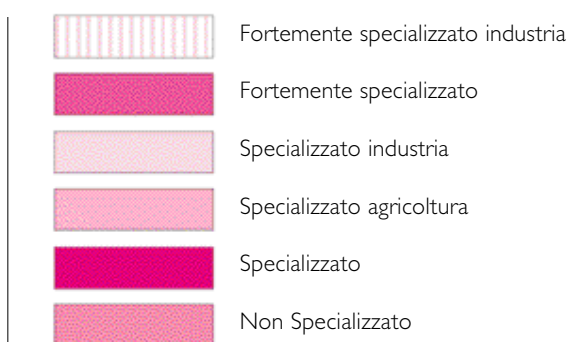 Fortemente specializzato industria
Fortemente specializzato
Specializzato industria
Specializzato agricoltura
Specializzato
Non Specializzato